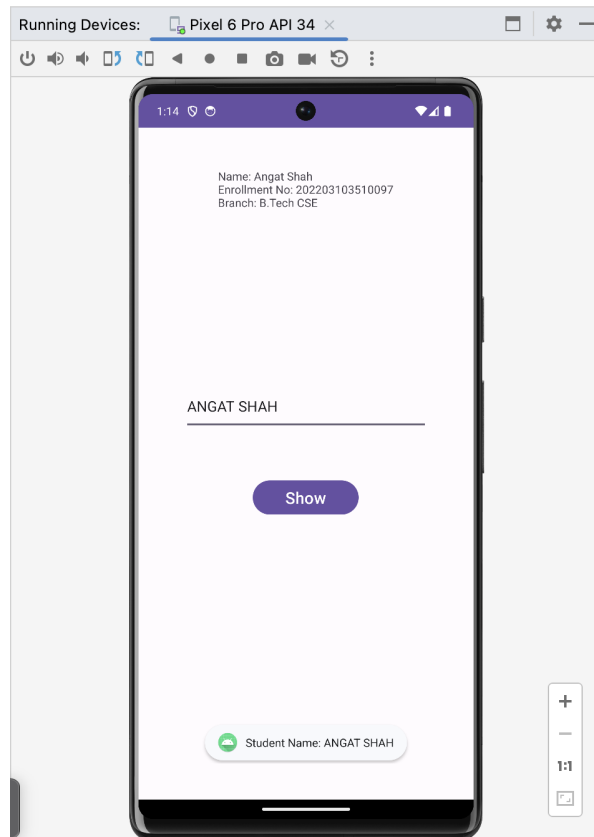 Running Devices: Pixel 6 Pro API 34
1:14
Name: Angat Shah
Enrollment No: 202203103510097
Branch: B.Tech CSE
ANGAT SHAH
Show
Student Name: ANGAT SHAH
1:1